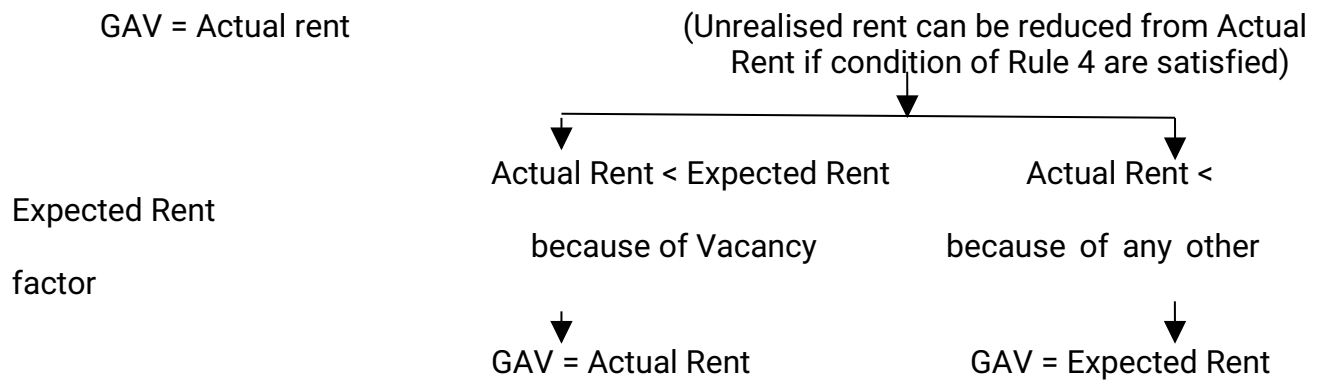 GAV = Actual rent (Unrealised rent can be reduced from Actual
Rent if condition of Rule 4 are satisfied)
Actual Rent < Expected Rent Actual Rent <
Expected Rent
because of Vacancy because of any other
factor
GAV = Actual Rent GAV = Expected Rent